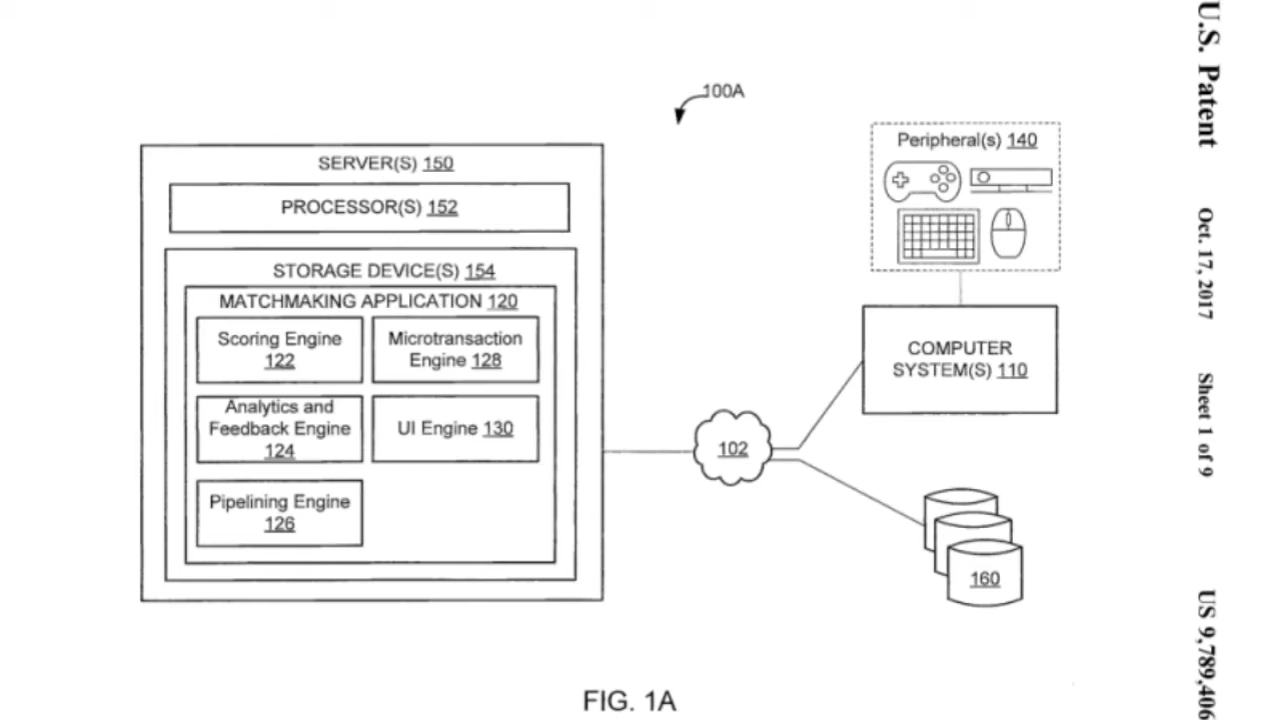 U.S. Patent
Oct. 17, 2017
Sheet 1 of 9
US 9,789,406
100A
SERVER(S) 150
PROCESSOR(S) 152
STORAGE DEVICE(S) 154
MATCHMAKING APPLICATION 120
Scoring Engine
122
Microtransaction
Engine 128
Analytics and
Feedback Engine
124
UI Engine 130
Pipelining Engine
126
102
Peripheral(s) 140
COMPUTER
SYSTEM(S) 110
160
FIG. 1A